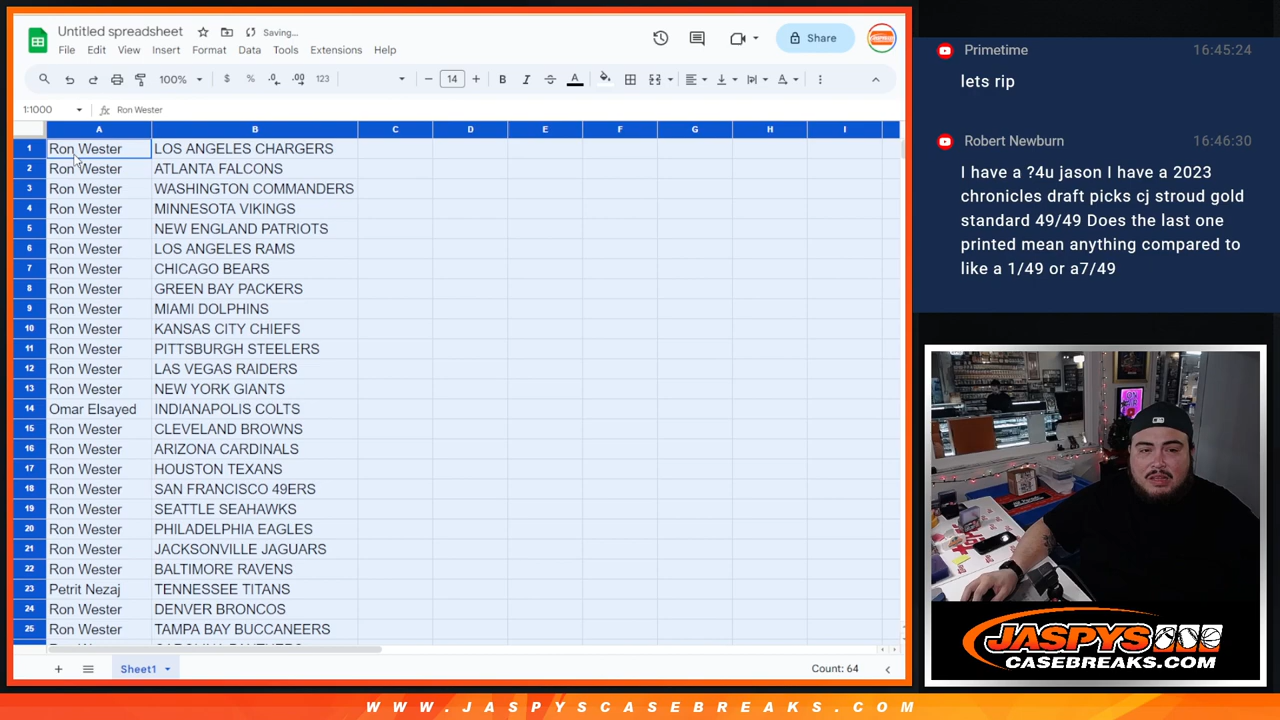 Untitled spreadsheet
Saving...
File Edit View Insert Format Data Tools Extensions Help
Share
100% $ % .0 .00 123 14 B I A
1:1000 fx Ron Wester
A B C D E F G H I
1 Ron Wester LOS ANGELES CHARGERS
2 Ron Wester ATLANTA FALCONS
3 Ron Wester WASHINGTON COMMANDERS
4 Ron Wester MINNESOTA VIKINGS
5 Ron Wester NEW ENGLAND PATRIOTS
6 Ron Wester LOS ANGELES RAMS
7 Ron Wester CHICAGO BEARS
8 Ron Wester GREEN BAY PACKERS
9 Ron Wester MIAMI DOLPHINS
10 Ron Wester KANSAS CITY CHIEFS
11 Ron Wester PITTSBURGH STEELERS
12 Ron Wester LAS VEGAS RAIDERS
13 Ron Wester NEW YORK GIANTS
14 Omar Elsayed INDIANAPOLIS COLTS
15 Ron Wester CLEVELAND BROWNS
16 Ron Wester ARIZONA CARDINALS
17 Ron Wester HOUSTON TEXANS
18 Ron Wester SAN FRANCISCO 49ERS
19 Ron Wester SEATTLE SEAHAWKS
20 Ron Wester PHILADELPHIA EAGLES
21 Ron Wester JACKSONVILLE JAGUARS
22 Ron Wester BALTIMORE RAVENS
23 Petrit Nezaj TENNESSEE TITANS
24 Ron Wester DENVER BRONCOS
25 Ron Wester TAMPA BAY BUCCANEERS
Sheet1
Count: 64
Primetime 16:45:24
lets rip
Robert Newburn 16:46:30
I have a ?4u jason I have a 2023
chronicles draft picks cj stroud gold
standard 49/49 Does the last one
printed mean anything compared to
like a 1/49 or a7/49
JASPYS
CASEBREAKS.COM
WWW.JASPYSCASEBREAKS.COM